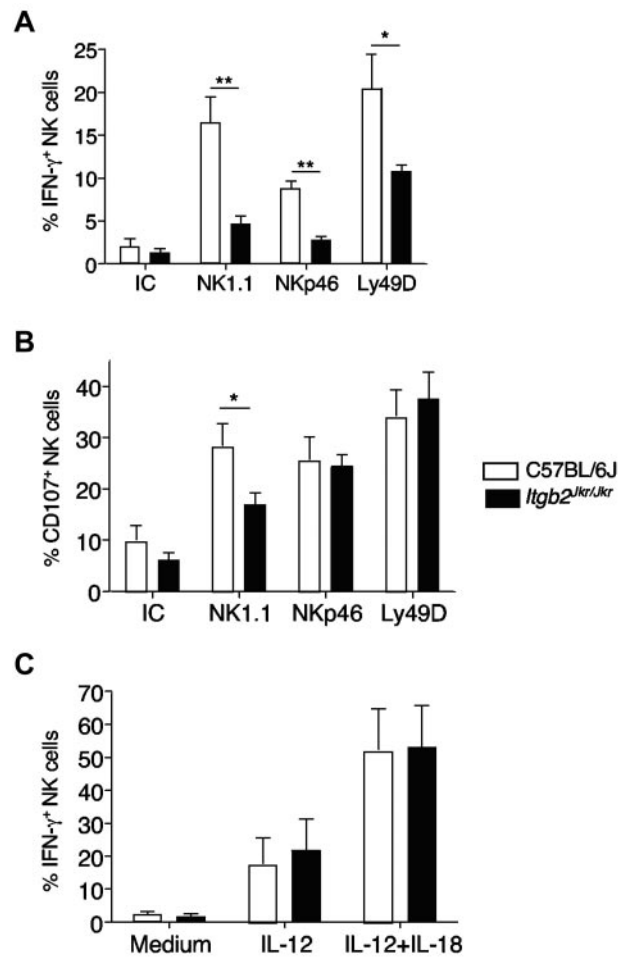 A
% IFN-γ⁺ NK cells
25
20
15
10
5
0
**
**
*
IC NK1.1 NKp46 Ly49D
B
% CD107⁺ NK cells
40
30
20
10
0
*
IC NK1.1 NKp46 Ly49D
C57BL/6J
Itgb2^Jkr/Jkr
C
% IFN-γ⁺ NK cells
70
60
50
40
30
20
10
0
Medium IL-12 IL-12+IL-18